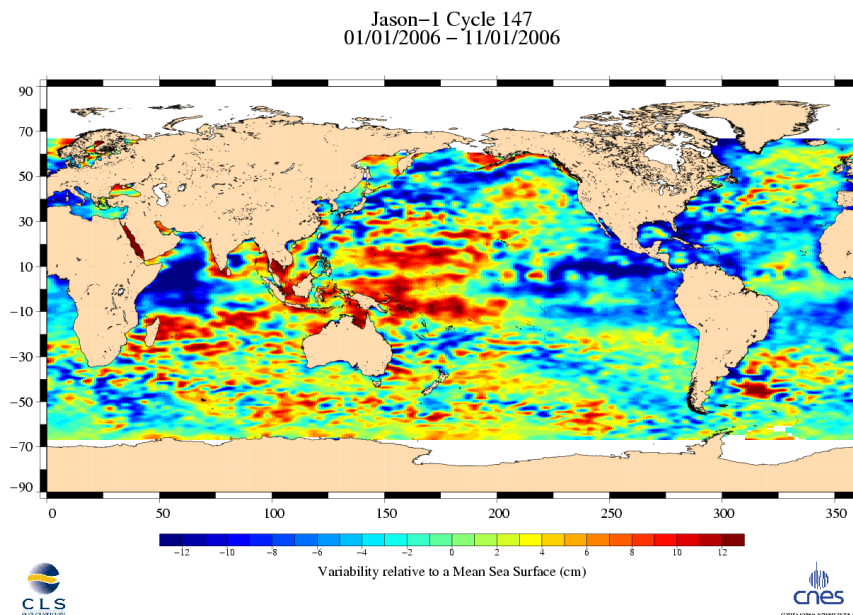 Jason−1 Cycle 147
01/01/2006 − 11/01/2006
90
70
50
30
10
−10
−30
−50
−70
−90
0 50 100 150 200 250 300 350
−12 −10 −8 −6 −4 −2 0 2 4 6 8 10 12
Variability relative to a Mean Sea Surface (cm)
CLS
cnes